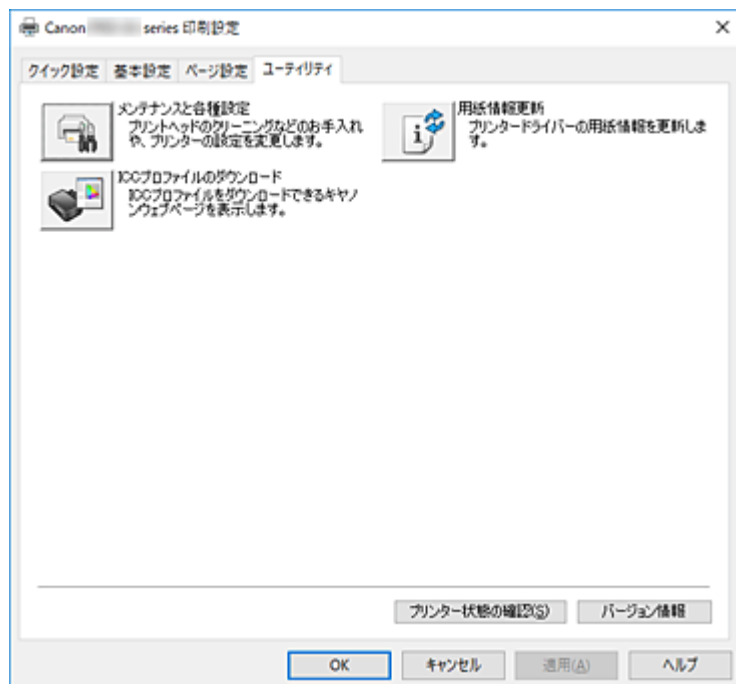 Canon series 印刷設定
クイック設定 基本設定 ページ設定 ユーティリティ
メンテナンスと各種設定
プリントヘッドのクリーニングなどのお手入れ
や、プリンターの設定を変更します。
用紙情報更新
プリンタードライバーの用紙情報を更新しま
す。
ICCプロファイルのダウンロード
ICCプロファイルをダウンロードできるキヤノ
ンウェブページを表示します。
プリンター状態の確認(S) バージョン情報
OK キャンセル 適用(A) ヘルプ